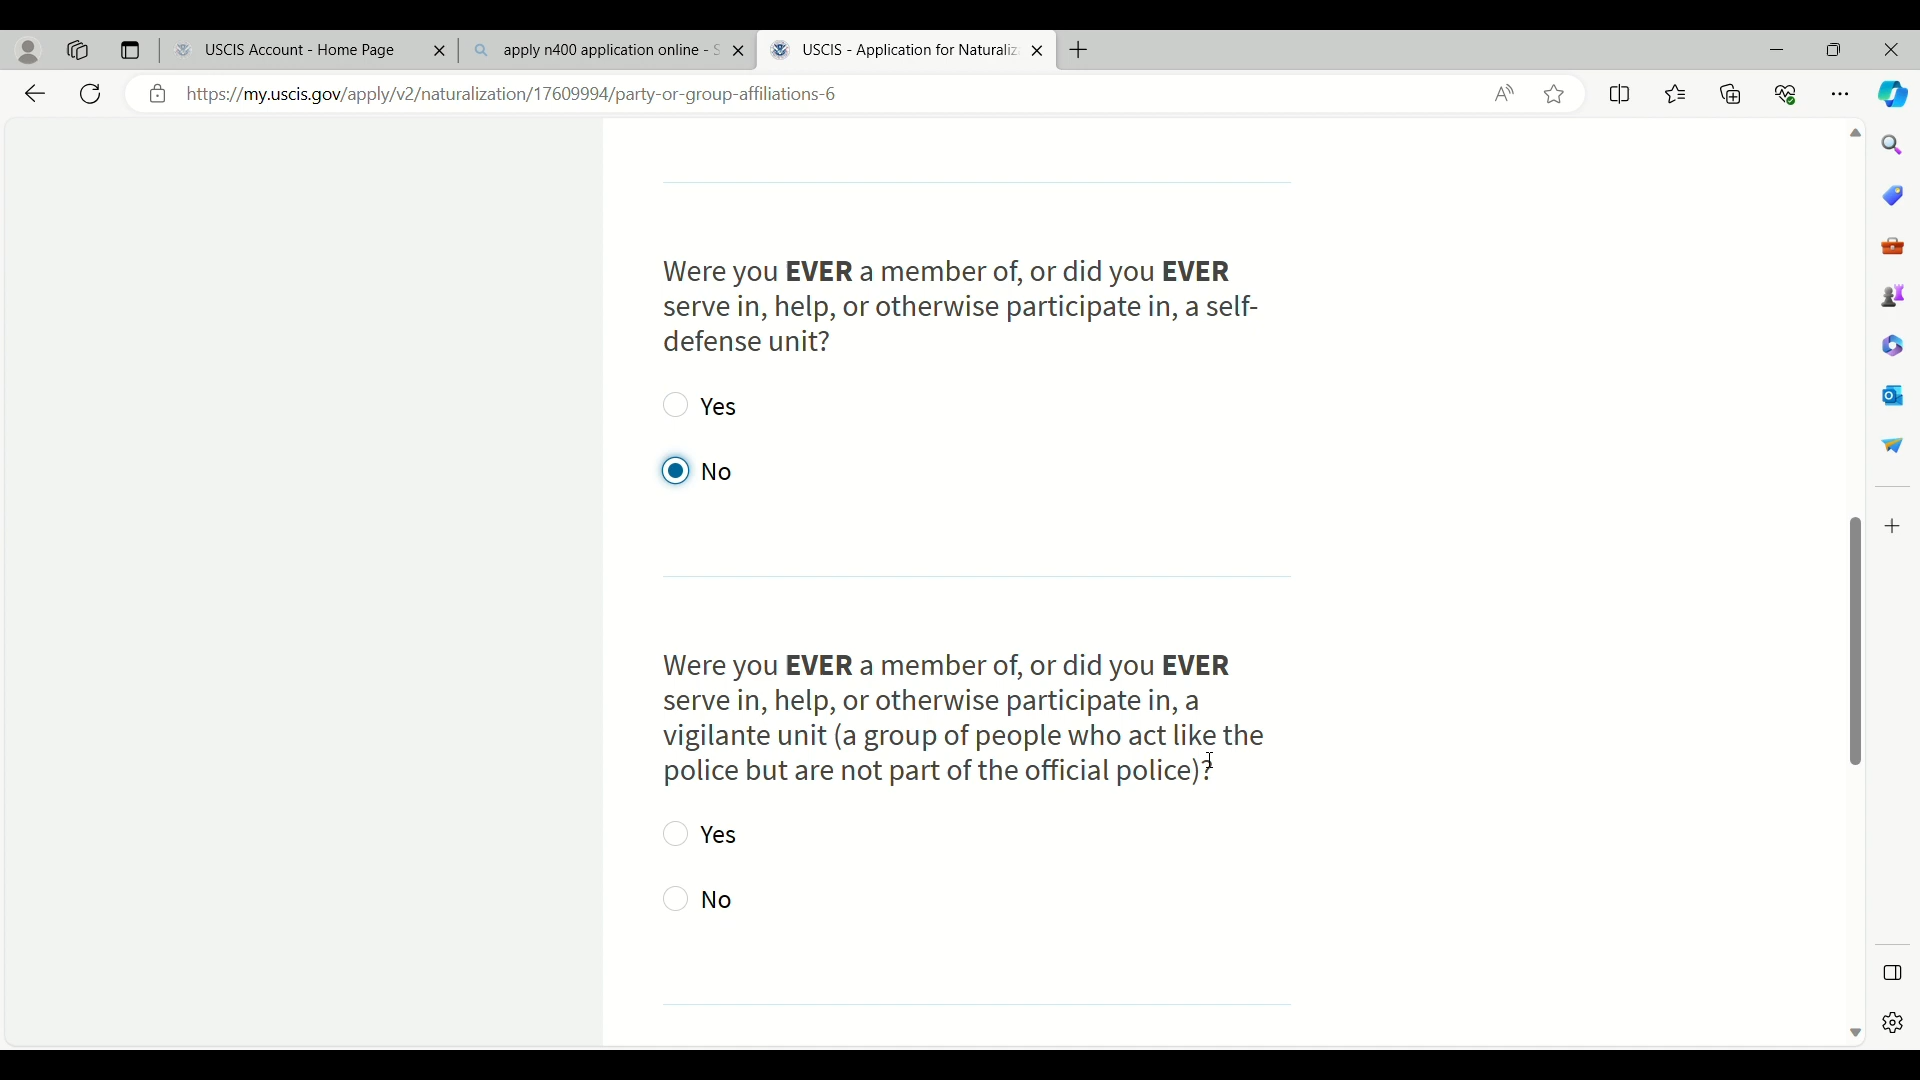 USCIS Account - Home Page
apply n400 application online - S
USCIS - Application for Naturaliz
https://my.uscis.gov/apply/v2/naturalization/17609994/party-or-group-affiliations-6
Were you EVER a member of, or did you EVER
serve in, help, or otherwise participate in, a self-
defense unit?
Yes
No
Were you EVER a member of, or did you EVER
serve in, help, or otherwise participate in, a
vigilante unit (a group of people who act like the
police but are not part of the official police)?
Yes
No